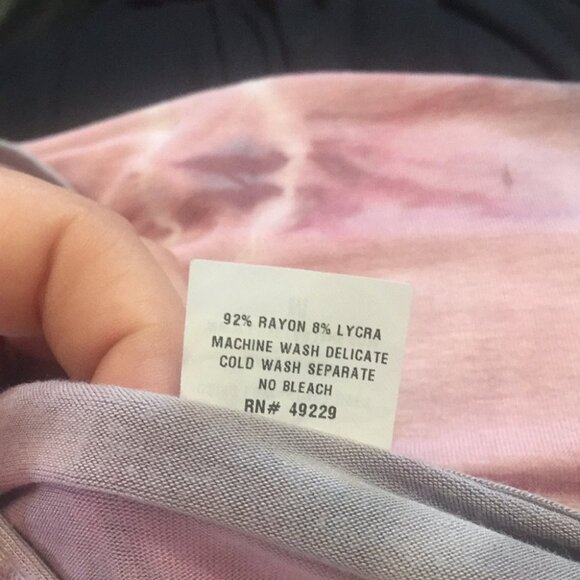 92% RAYON 8% LYCRA
MACHINE WASH DELICATE
COLD WASH SEPARATE
NO BLEACH
RN# 49229